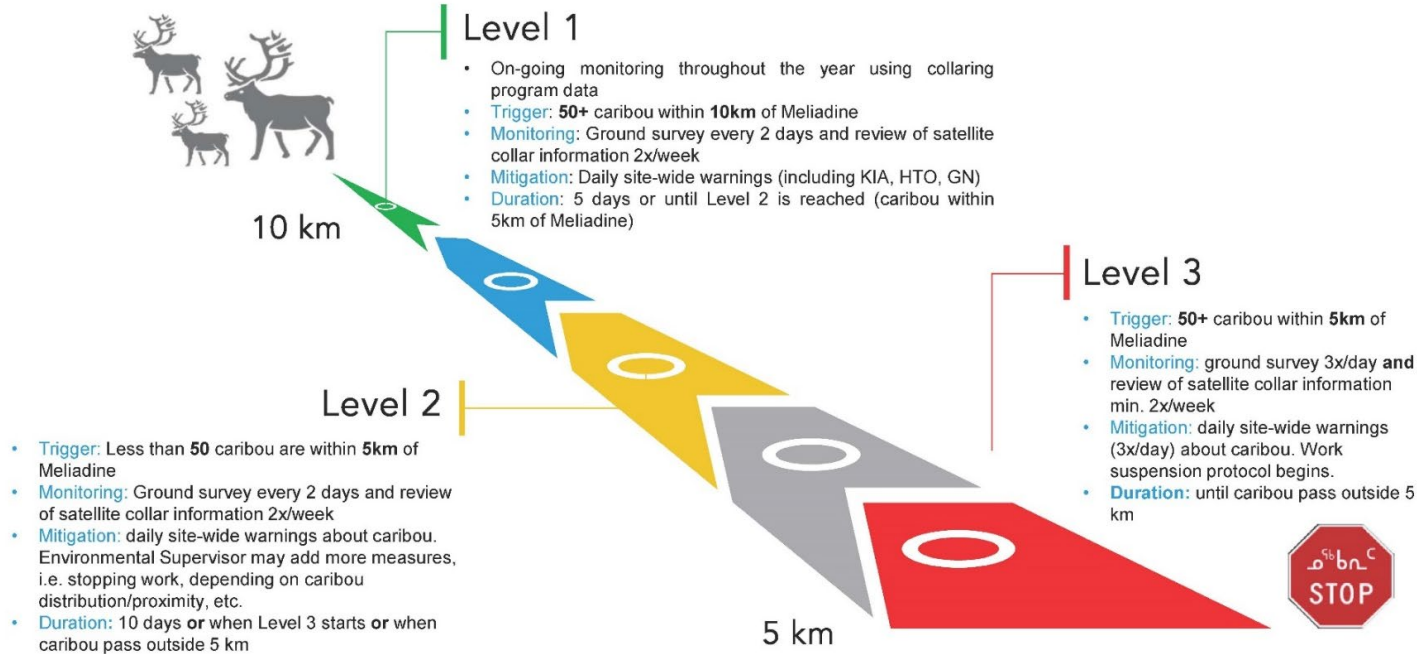 Level 1
• On-going monitoring throughout the year using collaring
program data
• Trigger: 50+ caribou within 10km of Meliadine
• Monitoring: Ground survey every 2 days and review of satellite
collar information 2x/week
• Mitigation: Daily site-wide warnings (including KIA, HTO, GN)
• Duration: 5 days or until Level 2 is reached (caribou within
5km of Meliadine)
10 km
Level 2
• Trigger: Less than 50 caribou are within 5km of
Meliadine
• Monitoring: Ground survey every 2 days and review
of satellite collar information 2x/week
• Mitigation: daily site-wide warnings about caribou.
Environmental Supervisor may add more measures,
i.e. stopping work, depending on caribou
distribution/proximity, etc.
• Duration: 10 days or when Level 3 starts or when
caribou pass outside 5 km
Level 3
• Trigger: 50+ caribou within 5km of
Meliadine
• Monitoring: ground survey 3x/day and
review of satellite collar information
min. 2x/week
• Mitigation: daily site-wide warnings
(3x/day) about caribou. Work
suspension protocol begins.
• Duration: until caribou pass outside 5
km
5 km
ᓄᖅᑲᕆᑦ
STOP